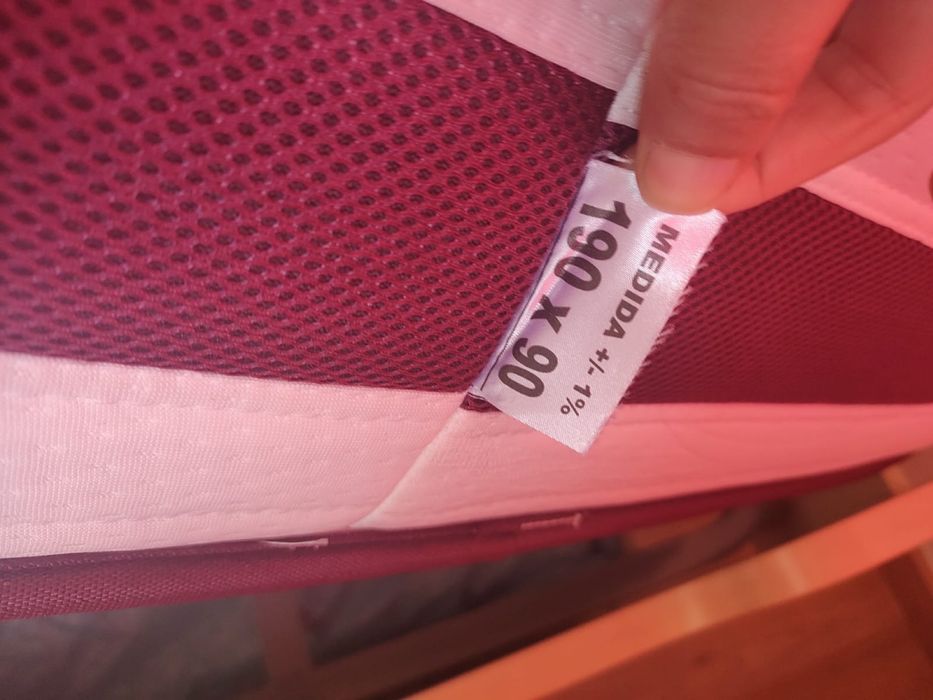 MEDIDA +/- 1%
190 x 90